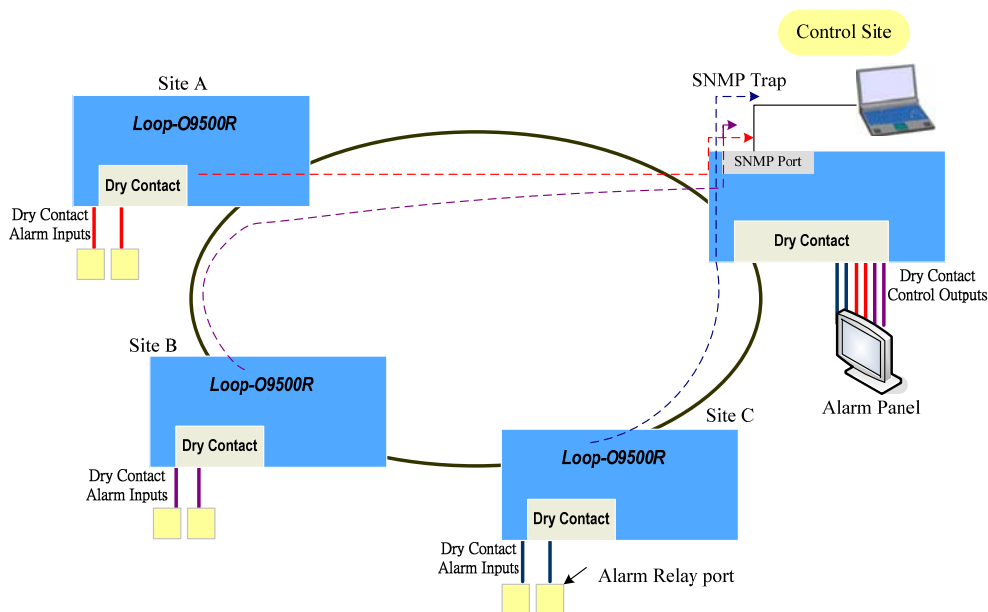 Control Site
Site A
SNMP Trap
Loop-O9500R
SNMP Port
Dry Contact
Dry Contact
Alarm Inputs
Dry Contact
Dry Contact
Control Outputs
Site B
Loop-O9500R
Alarm Panel
Site C
Dry Contact
Loop-O9500R
Dry Contact
Alarm Inputs
Dry Contact
Dry Contact
Alarm Inputs
Alarm Relay port